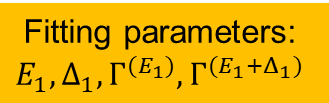 Fitting parameters:
𝐸₁, Δ₁, Γ⁽ᴱ₁⁾, Γ⁽ᴱ₁⁺Δ₁⁾